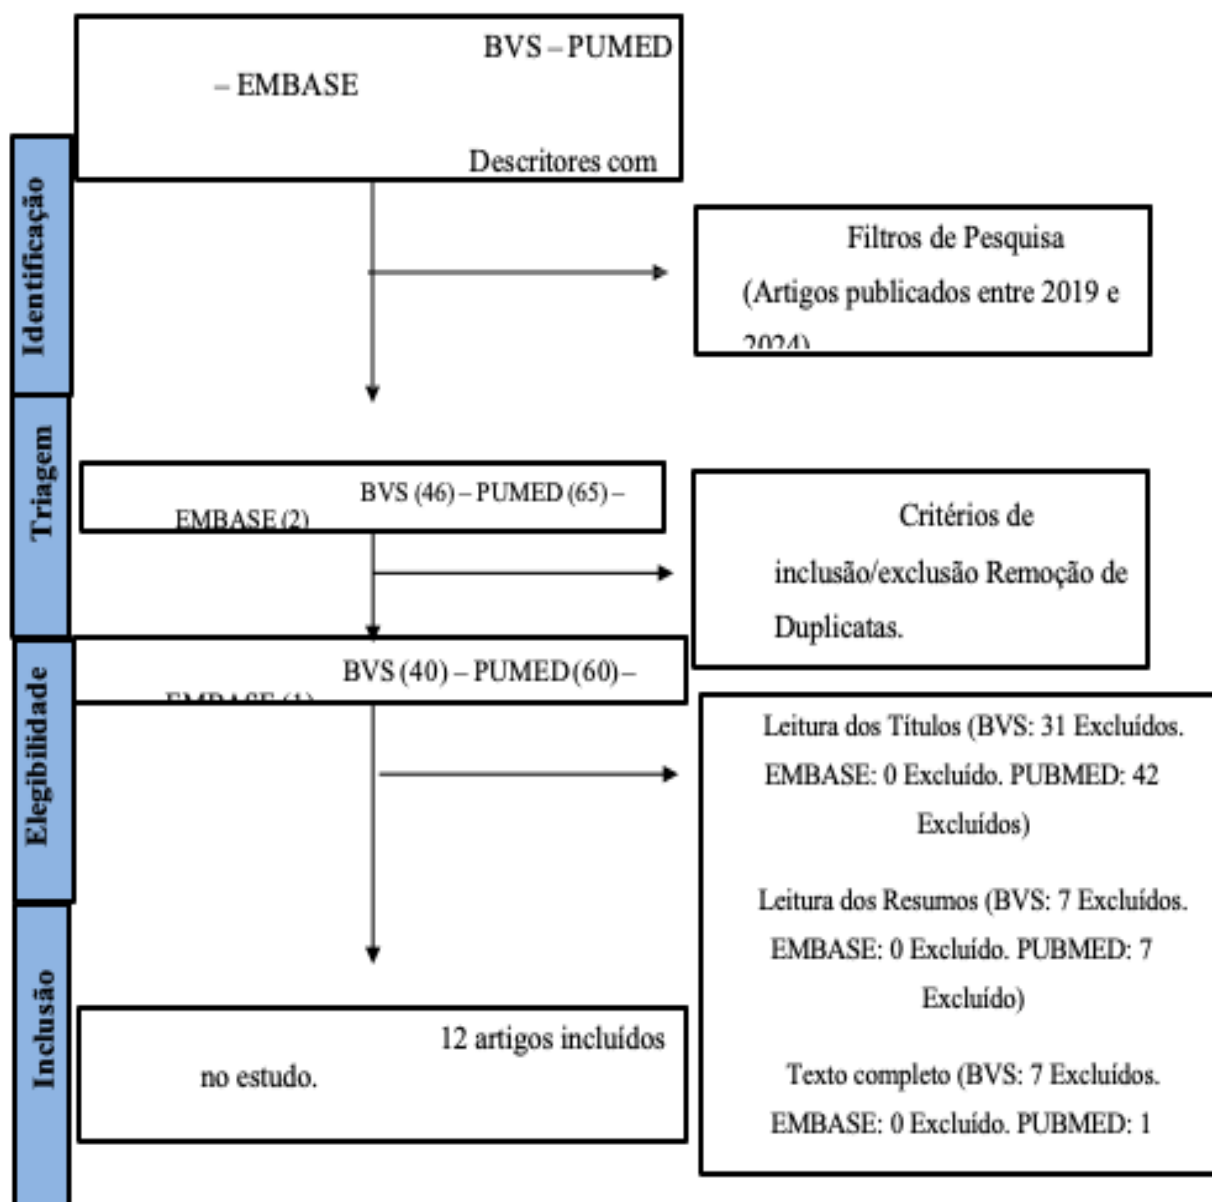 BVS – PUMED
– EMBASE
Descritores com
Identificação
Filtros de Pesquisa
(Artigos publicados entre 2019 e
2024)
Triagem
BVS (46) – PUMED (65) –
EMBASE (2)
Critérios de
inclusão/exclusão Remoção de
Duplicatas.
Elegibilidade
BVS (40) – PUMED (60) –
EMBASE (1)
Leitura dos Títulos (BVS: 31 Excluídos.
EMBASE: 0 Excluído. PUBMED: 42
Excluídos)
Leitura dos Resumos (BVS: 7 Excluídos.
EMBASE: 0 Excluído. PUBMED: 7
Excluído)
Texto completo (BVS: 7 Excluídos.
EMBASE: 0 Excluído. PUBMED: 1
Inclusão
12 artigos incluídos
no estudo.